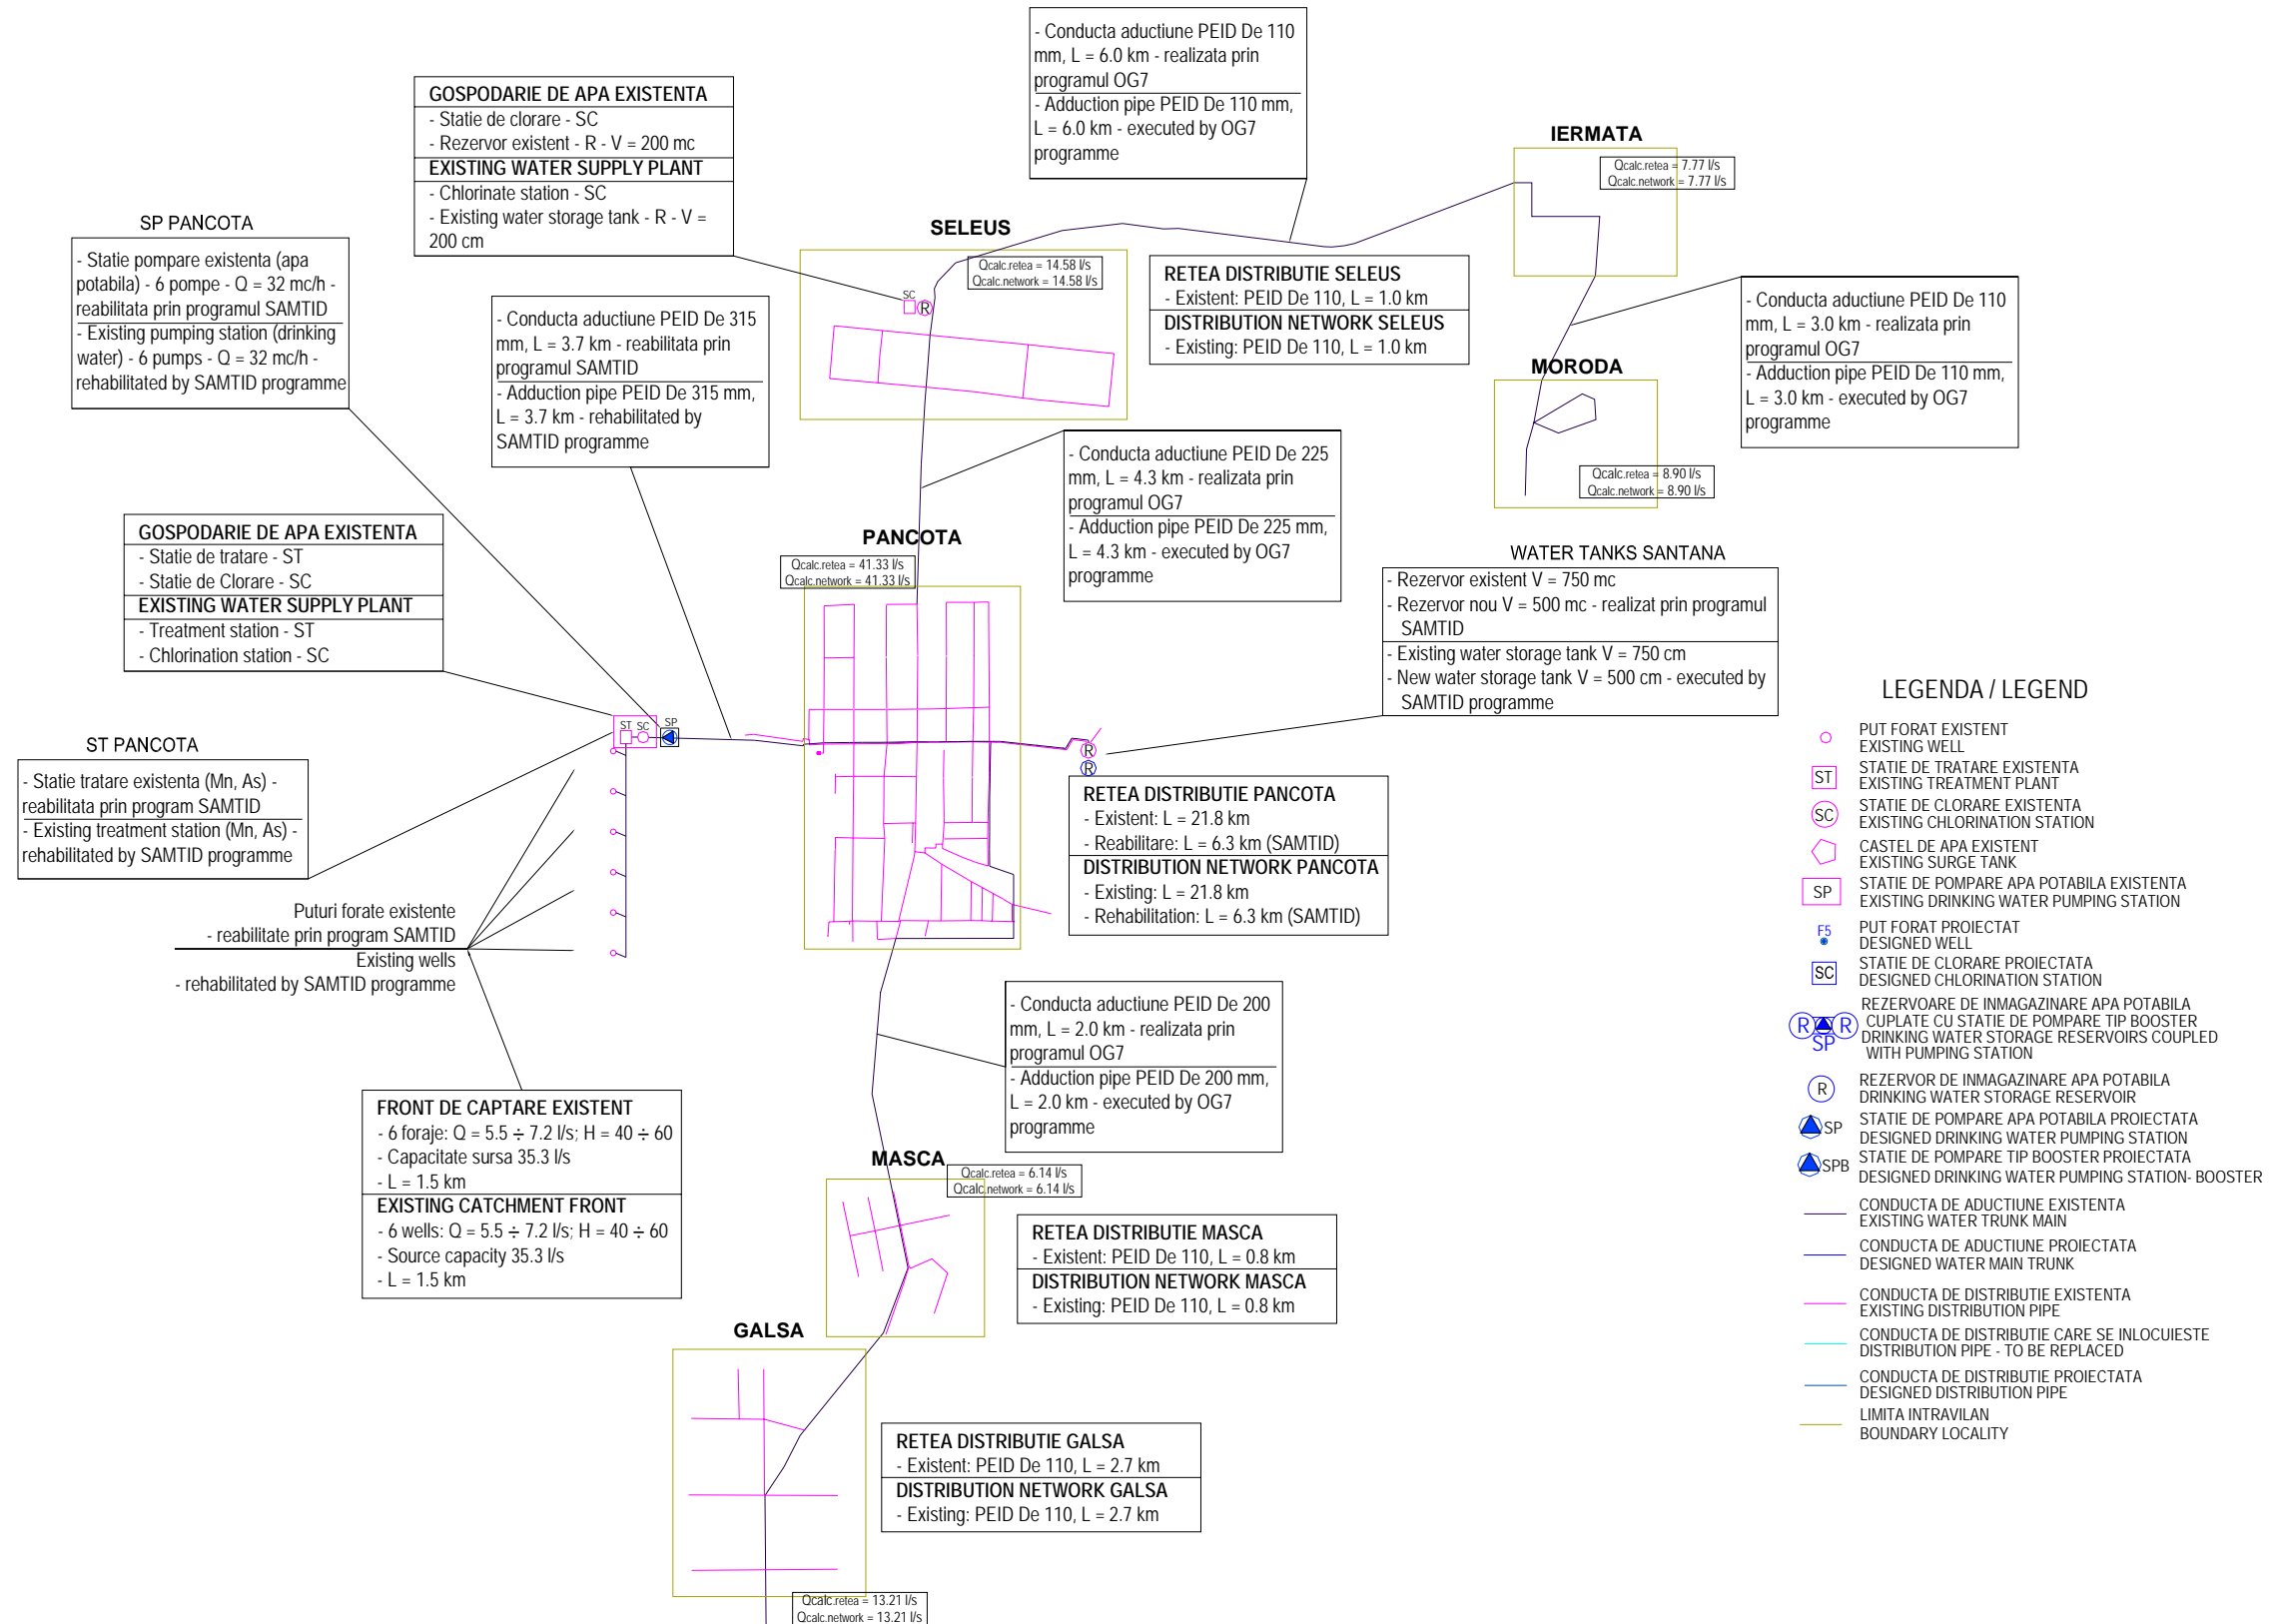 - Conducta aductiune PEID De 110
mm, L = 6.0 km - realizata prin
programul OG7
- Adduction pipe PEID De 110 mm,
L = 6.0 km - executed by OG7
programme
GOSPODARIE DE APA EXISTENTA
- Statie de clorare - SC
- Rezervor existent - R - V = 200 mc
EXISTING WATER SUPPLY PLANT
- Chlorinate station - SC
- Existing water storage tank - R - V =
200 cm
IERMATA
Qcalc.retea = 7.77 l/s
Qcalc.network = 7.77 l/s
SP PANCOTA
- Statie pompare existenta (apa
potabila) - 6 pompe - Q = 32 mc/h -
reabilitata prin programul SAMTID
- Existing pumping station (drinking
water) - 6 pumps - Q = 32 mc/h -
rehabilitated by SAMTID programme
SELEUS
Qcalc.retea = 14.58 l/s
Qcalc.network = 14.58 l/s
SC
R
RETEA DISTRIBUTIE SELEUS
- Existent: PEID De 110, L = 1.0 km
DISTRIBUTION NETWORK SELEUS
- Existing: PEID De 110, L = 1.0 km
- Conducta aductiune PEID De 110
mm, L = 3.0 km - realizata prin
programul OG7
- Adduction pipe PEID De 110 mm,
L = 3.0 km - executed by OG7
programme
- Conducta aductiune PEID De 315
mm, L = 3.7 km - reabilitata prin
programul SAMTID
- Adduction pipe PEID De 315 mm,
L = 3.7 km - rehabilitated by
SAMTID programme
MORODA
Qcalc.retea = 8.90 l/s
Qcalc.network = 8.90 l/s
- Conducta aductiune PEID De 225
mm, L = 4.3 km - realizata prin
programul OG7
- Adduction pipe PEID De 225 mm,
L = 4.3 km - executed by OG7
programme
GOSPODARIE DE APA EXISTENTA
- Statie de tratare - ST
- Statie de Clorare - SC
EXISTING WATER SUPPLY PLANT
- Treatment station - ST
- Chlorination station - SC
PANCOTA
Qcalc.retea = 41.33 l/s
Qcalc.network = 41.33 l/s
WATER TANKS SANTANA
- Rezervor existent V = 750 mc
- Rezervor nou V = 500 mc - realizat prin programul
SAMTID
- Existing water storage tank V = 750 cm
- New water storage tank V = 500 cm - executed by
SAMTID programme
ST SC SP
R
R
ST PANCOTA
- Statie tratare existenta (Mn, As) -
reabilitata prin program SAMTID
- Existing treatment station (Mn, As) -
rehabilitated by SAMTID programme
RETEA DISTRIBUTIE PANCOTA
- Existent: L = 21.8 km
- Reabilitare: L = 6.3 km (SAMTID)
DISTRIBUTION NETWORK PANCOTA
- Existing: L = 21.8 km
- Rehabilitation: L = 6.3 km (SAMTID)
Puturi forate existente
- reabilitate prin program SAMTID
Existing wells
- rehabilitated by SAMTID programme
- Conducta aductiune PEID De 200
mm, L = 2.0 km - realizata prin
programul OG7
- Adduction pipe PEID De 200 mm,
L = 2.0 km - executed by OG7
programme
FRONT DE CAPTARE EXISTENT
- 6 foraje: Q = 5.5 ÷ 7.2 l/s; H = 40 ÷ 60
- Capacitate sursa 35.3 l/s
- L = 1.5 km
EXISTING CATCHMENT FRONT
- 6 wells: Q = 5.5 ÷ 7.2 l/s; H = 40 ÷ 60
- Source capacity 35.3 l/s
- L = 1.5 km
MASCA
Qcalc.retea = 6.14 l/s
Qcalc.network = 6.14 l/s
RETEA DISTRIBUTIE MASCA
- Existent: PEID De 110, L = 0.8 km
DISTRIBUTION NETWORK MASCA
- Existing: PEID De 110, L = 0.8 km
GALSA
RETEA DISTRIBUTIE GALSA
- Existent: PEID De 110, L = 2.7 km
DISTRIBUTION NETWORK GALSA
- Existing: PEID De 110, L = 2.7 km
Qcalc.retea = 13.21 l/s
Qcalc.network = 13.21 l/s
LEGENDA / LEGEND
PUT FORAT EXISTENT
EXISTING WELL
ST
STATIE DE TRATARE EXISTENTA
EXISTING TREATMENT PLANT
SC
STATIE DE CLORARE EXISTENTA
EXISTING CHLORINATION STATION
CASTEL DE APA EXISTENT
EXISTING SURGE TANK
SP
STATIE DE POMPARE APA POTABILA EXISTENTA
EXISTING DRINKING WATER PUMPING STATION
F5
PUT FORAT PROIECTAT
DESIGNED WELL
SC
STATIE DE CLORARE PROIECTATA
DESIGNED CHLORINATION STATION
R R
SP
REZERVOARE DE INMAGAZINARE APA POTABILA
CUPLATE CU STATIE DE POMPARE TIP BOOSTER
DRINKING WATER STORAGE RESERVOIRS COUPLED
WITH PUMPING STATION
R
REZERVOR DE INMAGAZINARE APA POTABILA
DRINKING WATER STORAGE RESERVOIR
SP
STATIE DE POMPARE APA POTABILA PROIECTATA
DESIGNED DRINKING WATER PUMPING STATION
SPB
STATIE DE POMPARE TIP BOOSTER PROIECTATA
DESIGNED DRINKING WATER PUMPING STATION- BOOSTER
CONDUCTA DE ADUCTIUNE EXISTENTA
EXISTING WATER TRUNK MAIN
CONDUCTA DE ADUCTIUNE PROIECTATA
DESIGNED WATER MAIN TRUNK
CONDUCTA DE DISTRIBUTIE EXISTENTA
EXISTING DISTRIBUTION PIPE
CONDUCTA DE DISTRIBUTIE CARE SE INLOCUIESTE
DISTRIBUTION PIPE - TO BE REPLACED
CONDUCTA DE DISTRIBUTIE PROIECTATA
DESIGNED DISTRIBUTION PIPE
LIMITA INTRAVILAN
BOUNDARY LOCALITY